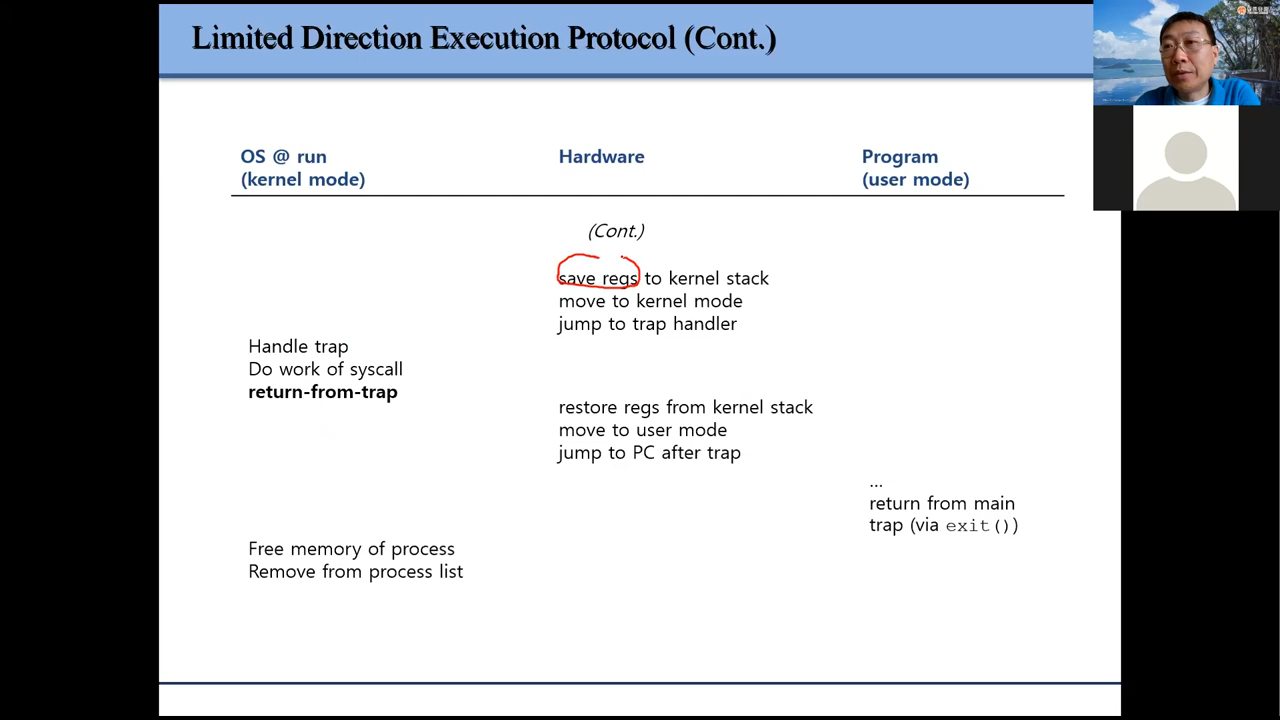 Limited Direction Execution Protocol (Cont.)
OS @ run
(kernel mode)
Hardware
Program
(user mode)
(Cont.)
save regs to kernel stack
move to kernel mode
jump to trap handler
Handle trap
Do work of syscall
return-from-trap
restore regs from kernel stack
move to user mode
jump to PC after trap
…
return from main
trap (via exit())
Free memory of process
Remove from process list